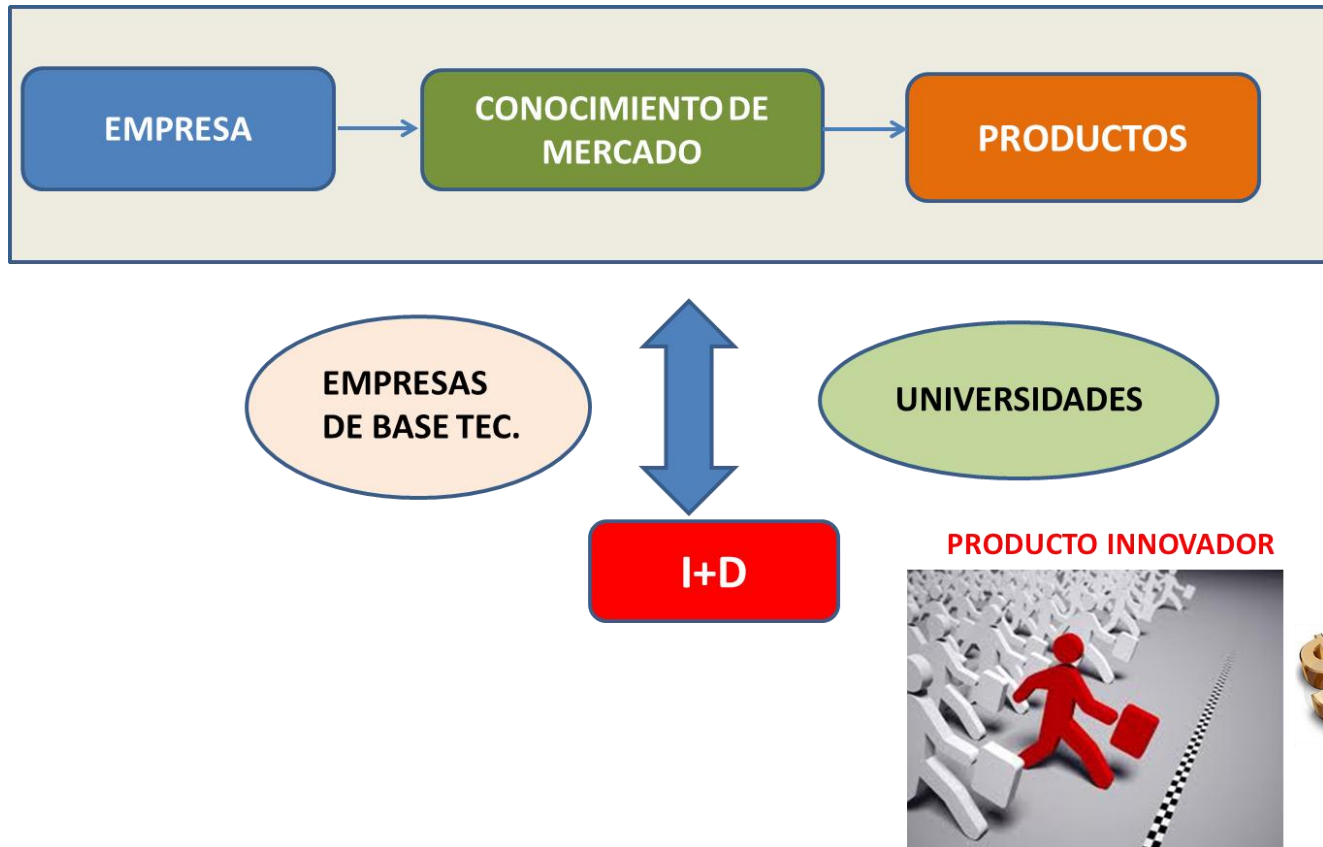 EMPRESA
CONOCIMIENTO DE
MERCADO
PRODUCTOS
EMPRESAS
DE BASE TEC.
UNIVERSIDADES
I+D
PRODUCTO INNOVADOR